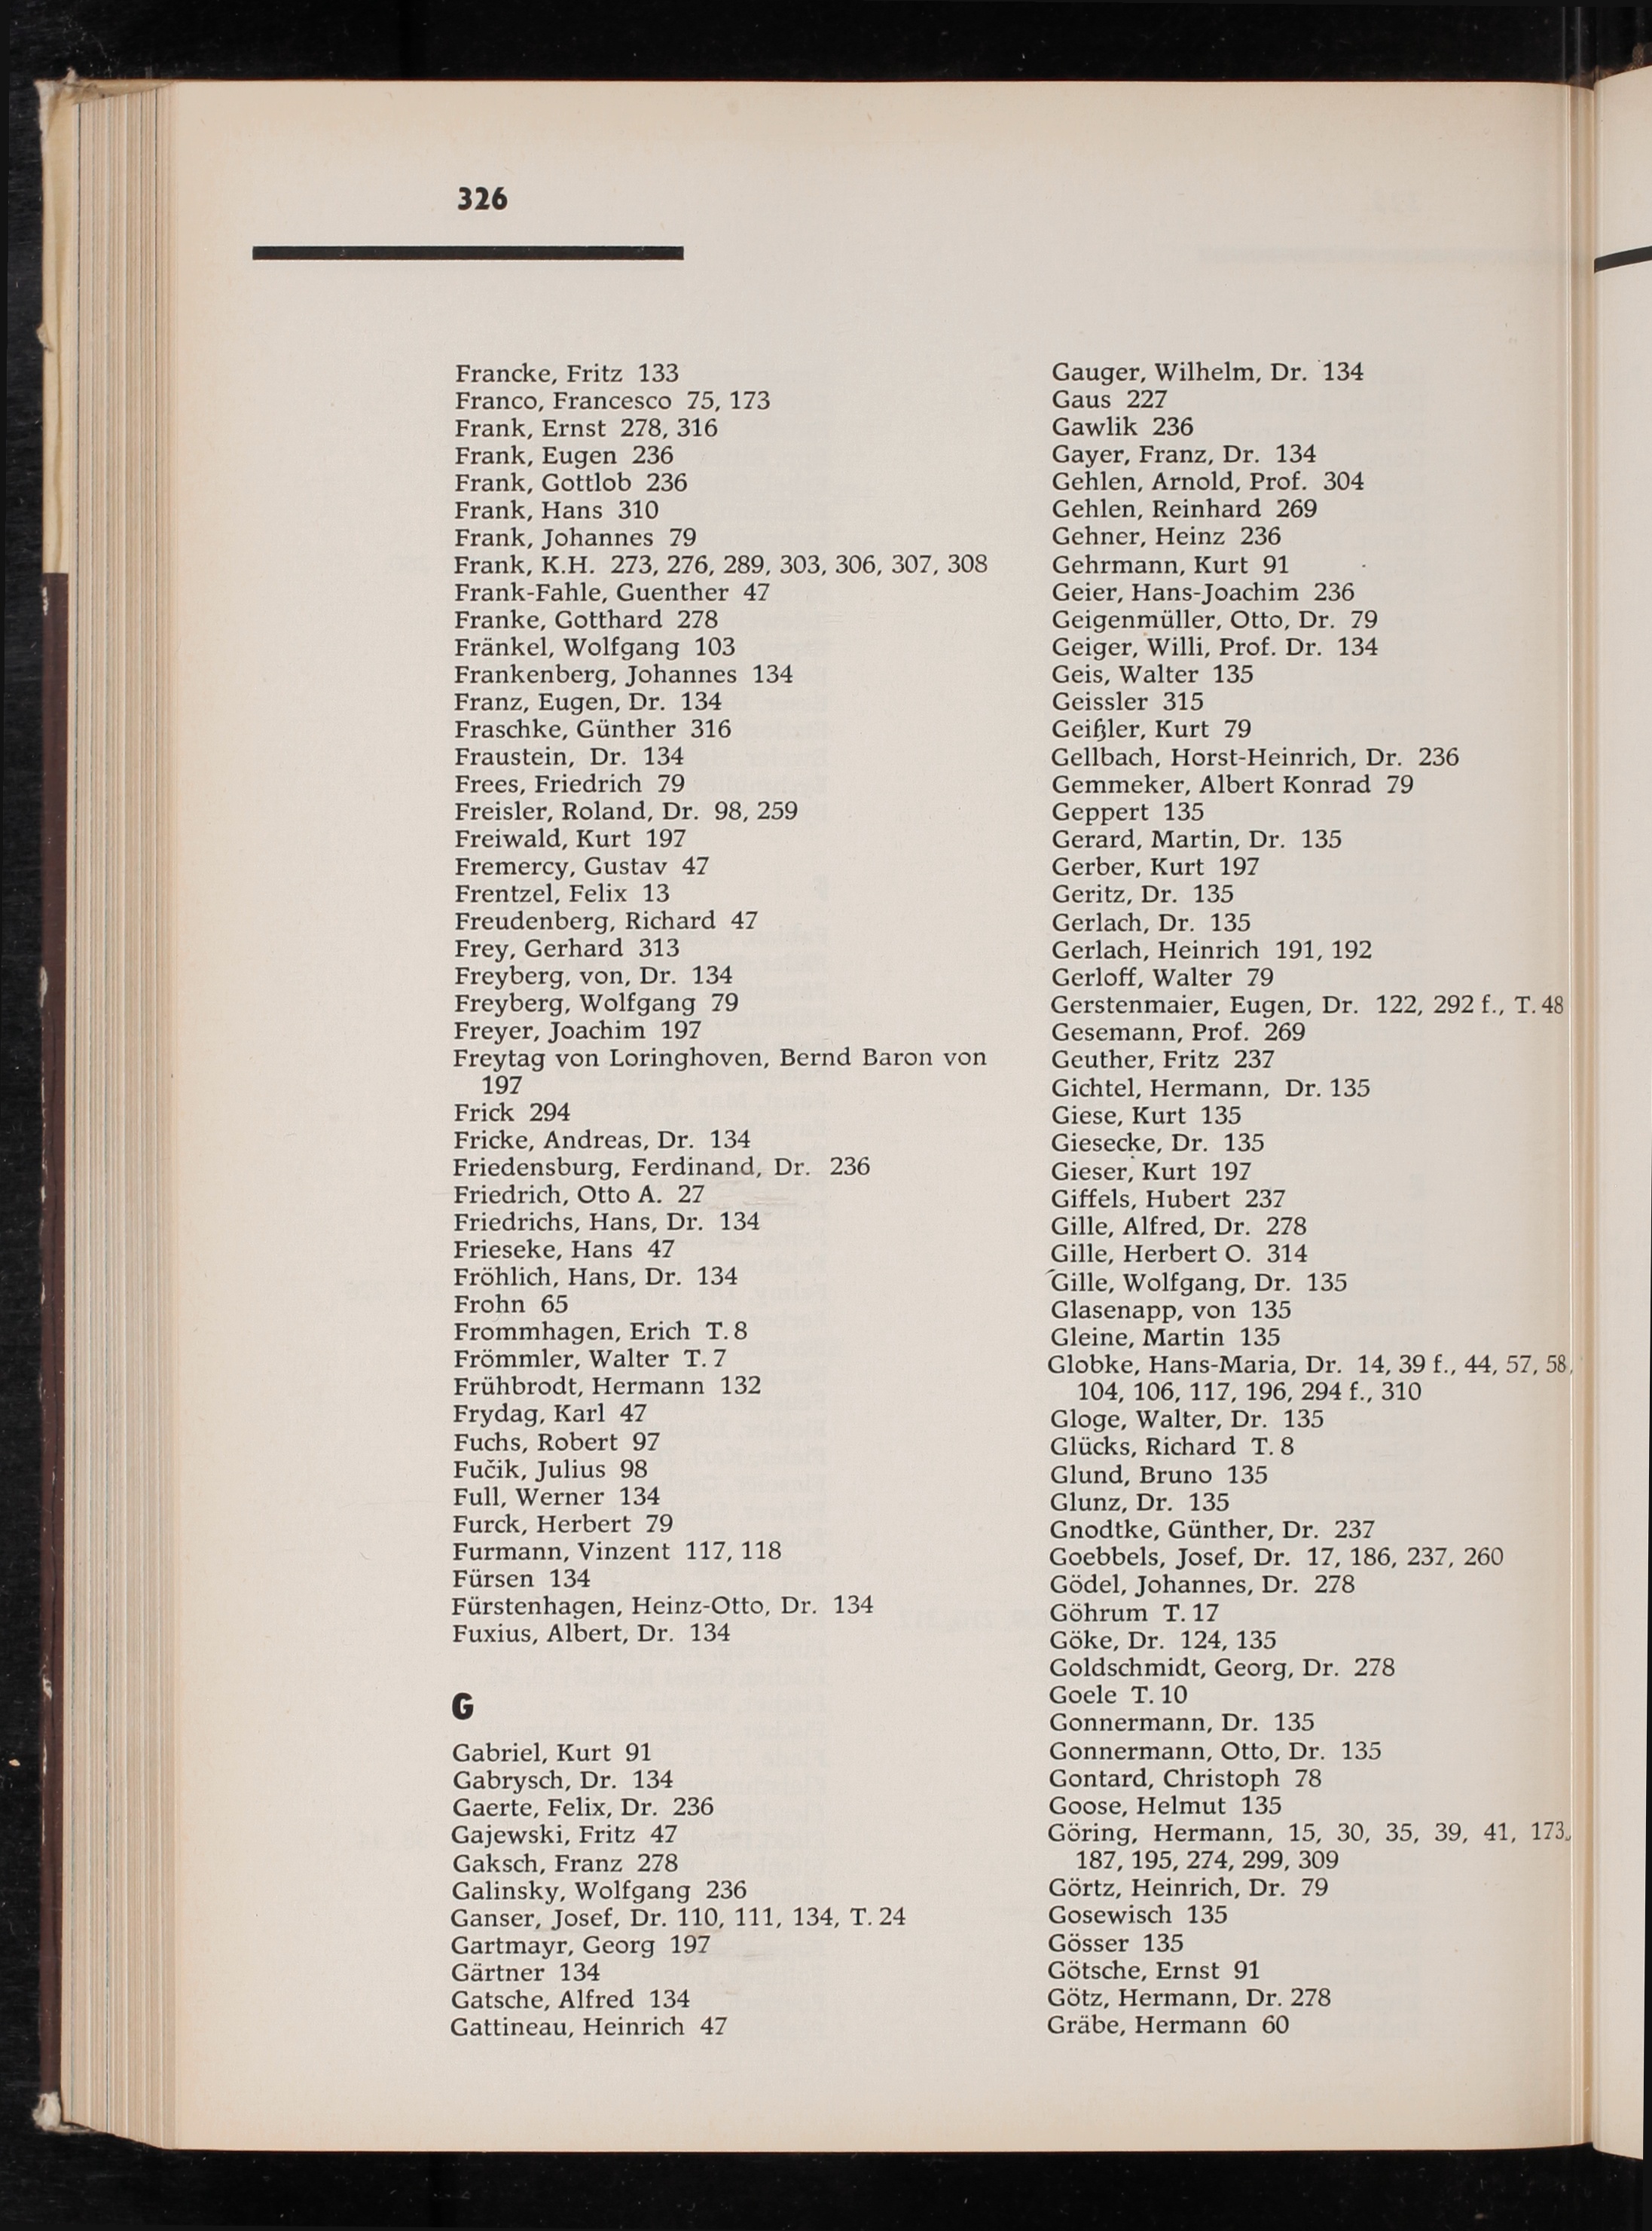 326
Francke, Fritz 133
Franco, Francesco 75, 173
Frank, Ernst 278, 316
Frank, Eugen 236
Frank, Gottlob 236
Frank, Hans 310
Frank, Johannes 79
Frank, K.H. 273, 276, 289, 303, 306, 307, 308
Frank-Fahle, Guenther 47
Franke, Gotthard 278
Fränkel, Wolfgang 103
Frankenberg, Johannes 134
Franz, Eugen, Dr. 134
Fraschke, Günther 316
Fraustein, Dr. 134
Frees, Friedrich 79
Freisler, Roland, Dr. 98, 259
Freiwald, Kurt 197
Fremercy, Gustav 47
Frentzel, Felix 13
Freudenberg, Richard 47
Frey, Gerhard 313
Freyberg, von, Dr. 134
Freyberg, Wolfgang 79
Freyer, Joachim 197
Freytag von Loringhoven, Bernd Baron von
197
Frick 294
Fricke, Andreas, Dr. 134
Friedensburg, Ferdinand, Dr. 236
Friedrich, Otto A. 27
Friedrichs, Hans, Dr. 134
Frieseke, Hans 47
Fröhlich, Hans, Dr. 134
Frohn 65
Frommhagen, Erich T. 8
Frömmler, Walter T. 7
Frühbrodt, Hermann 132
Frydag, Karl 47
Fuchs, Robert 97
Fučik, Julius 98
Full, Werner 134
Furck, Herbert 79
Furmann, Vinzent 117, 118
Fürsen 134
Fürstenhagen, Heinz-Otto, Dr. 134
Fuxius, Albert, Dr. 134
G
Gabriel, Kurt 91
Gabrysch, Dr. 134
Gaerte, Felix, Dr. 236
Gajewski, Fritz 47
Gaksch, Franz 278
Galinsky, Wolfgang 236
Ganser, Josef, Dr. 110, 111, 134, T. 24
Gartmayr, Georg 197
Gärtner 134
Gatsche, Alfred 134
Gattineau, Heinrich 47
Gauger, Wilhelm, Dr. 134
Gaus 227
Gawlik 236
Gayer, Franz, Dr. 134
Gehlen, Arnold, Prof. 304
Gehlen, Reinhard 269
Gehner, Heinz 236
Gehrmann, Kurt 91
Geier, Hans-Joachim 236
Geigenmüller, Otto, Dr. 79
Geiger, Willi, Prof. Dr. 134
Geis, Walter 135
Geissler 315
Geißler, Kurt 79
Gellbach, Horst-Heinrich, Dr. 236
Gemmeker, Albert Konrad 79
Geppert 135
Gerard, Martin, Dr. 135
Gerber, Kurt 197
Geritz, Dr. 135
Gerlach, Dr. 135
Gerlach, Heinrich 191, 192
Gerloff, Walter 79
Gerstenmaier, Eugen, Dr. 122, 292 f., T. 48
Gesemann, Prof. 269
Geuther, Fritz 237
Gichtel, Hermann, Dr. 135
Giese, Kurt 135
Giesecke, Dr. 135
Gieser, Kurt 197
Giffels, Hubert 237
Gille, Alfred, Dr. 278
Gille, Herbert O. 314
Gille, Wolfgang, Dr. 135
Glasenapp, von 135
Gleine, Martin 135
Globke, Hans-Maria, Dr. 14, 39 f., 44, 57, 58,
104, 106, 117, 196, 294 f., 310
Gloge, Walter, Dr. 135
Glücks, Richard T. 8
Glund, Bruno 135
Glunz, Dr. 135
Gnodtke, Günther, Dr. 237
Goebbels, Josef, Dr. 17, 186, 237, 260
Gödel, Johannes, Dr. 278
Göhrum T. 17
Göke, Dr. 124, 135
Goldschmidt, Georg, Dr. 278
Goele T. 10
Gonnermann, Dr. 135
Gonnermann, Otto, Dr. 135
Gontard, Christoph 78
Goose, Helmut 135
Göring, Hermann, 15, 30, 35, 39, 41, 173,
187, 195, 274, 299, 309
Görtz, Heinrich, Dr. 79
Gosewisch 135
Gösser 135
Götsche, Ernst 91
Götz, Hermann, Dr. 278
Gräbe, Hermann 60